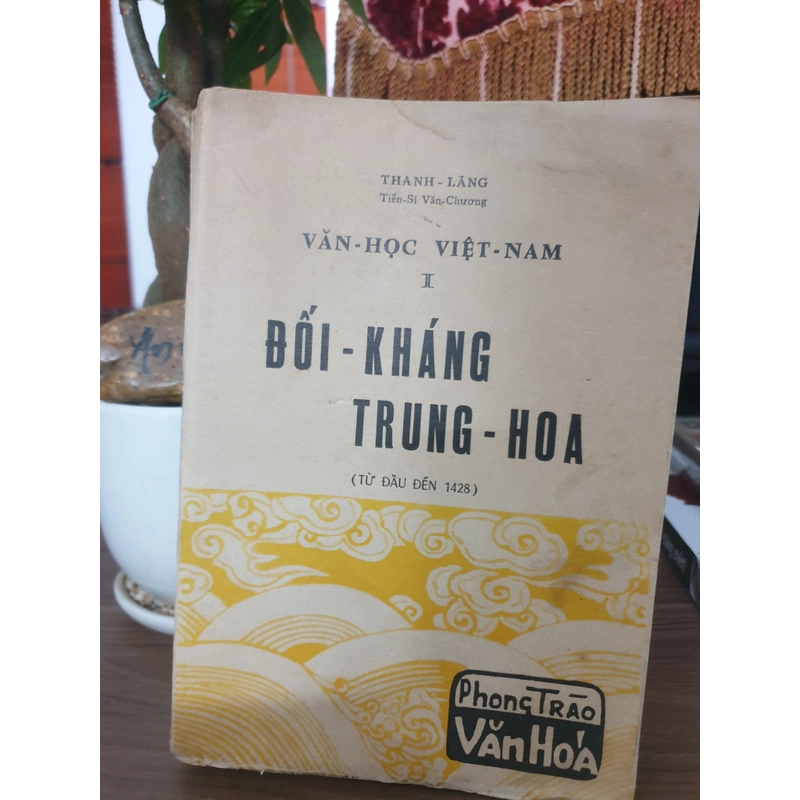 THANH - LÃNG
Tiến-Sĩ Văn-Chương
VĂN-HỌC VIỆT-NAM
I
ĐỐI - KHÁNG
TRUNG - HOA
(TỪ ĐẦU ĐẾN 1428)
Phong TRÀO
VĂN HOÁ